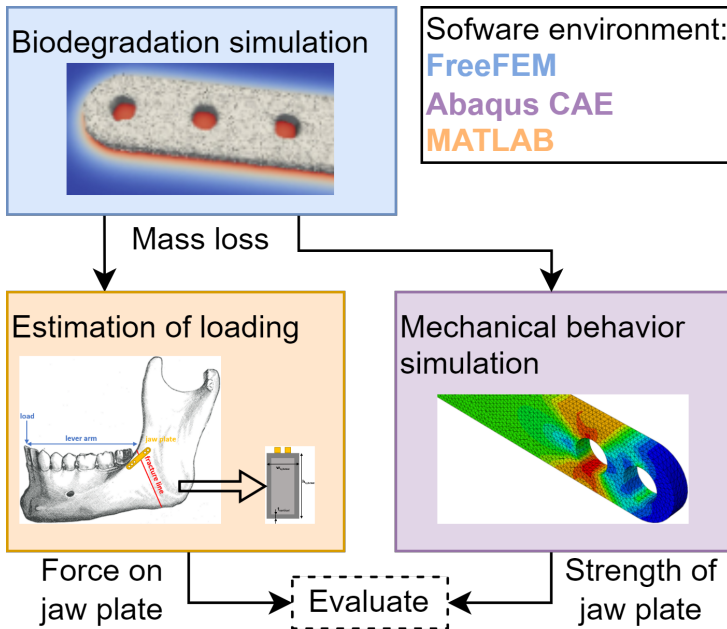 Biodegradation simulation
Sofware environment:
FreeFEM
Abaqus CAE
MATLAB
Mass loss
Estimation of loading
load
lever arm
jaw plate
fracture line
Mechanical behavior
simulation
Force on
jaw plate
Evaluate
Strength of
jaw plate